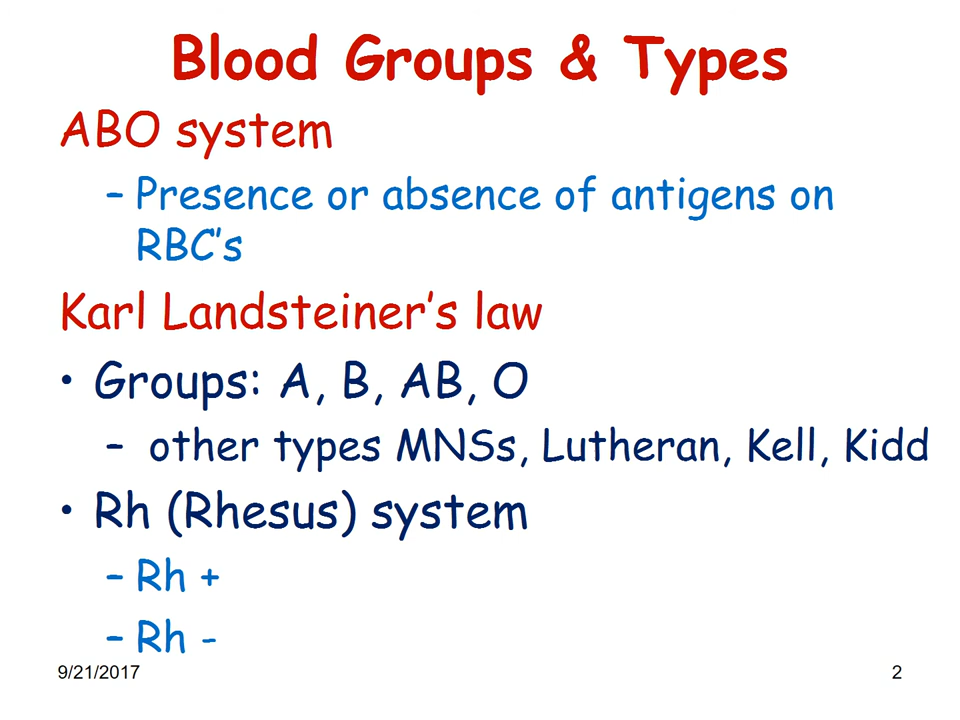 Blood Groups & Types
ABO system
– Presence or absence of antigens on
RBC's
Karl Landsteiner's law
• Groups: A, B, AB, O
– other types MNSs, Lutheran, Kell, Kidd
• Rh (Rhesus) system
– Rh +
– Rh -
9/21/2017 2